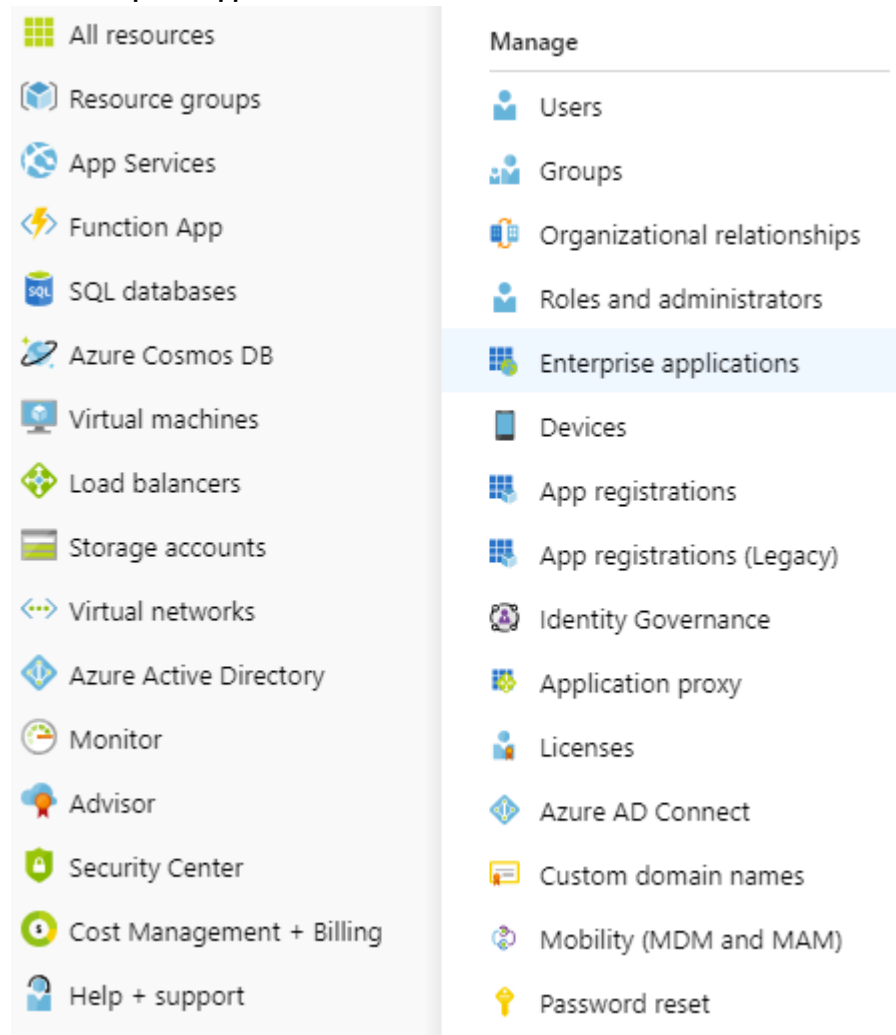 All resources
Resource groups
App Services
Function App
SQL
SQL databases
Azure Cosmos DB
Virtual machines
Load balancers
Storage accounts
Virtual networks
Azure Active Directory
Monitor
Advisor
Security Center
Cost Management + Billing
Help + support
Manage
Users
Groups
Organizational relationships
Roles and administrators
Enterprise applications
Devices
App registrations
App registrations (Legacy)
Identity Governance
Application proxy
Licenses
Azure AD Connect
Custom domain names
Mobility (MDM and MAM)
Password reset